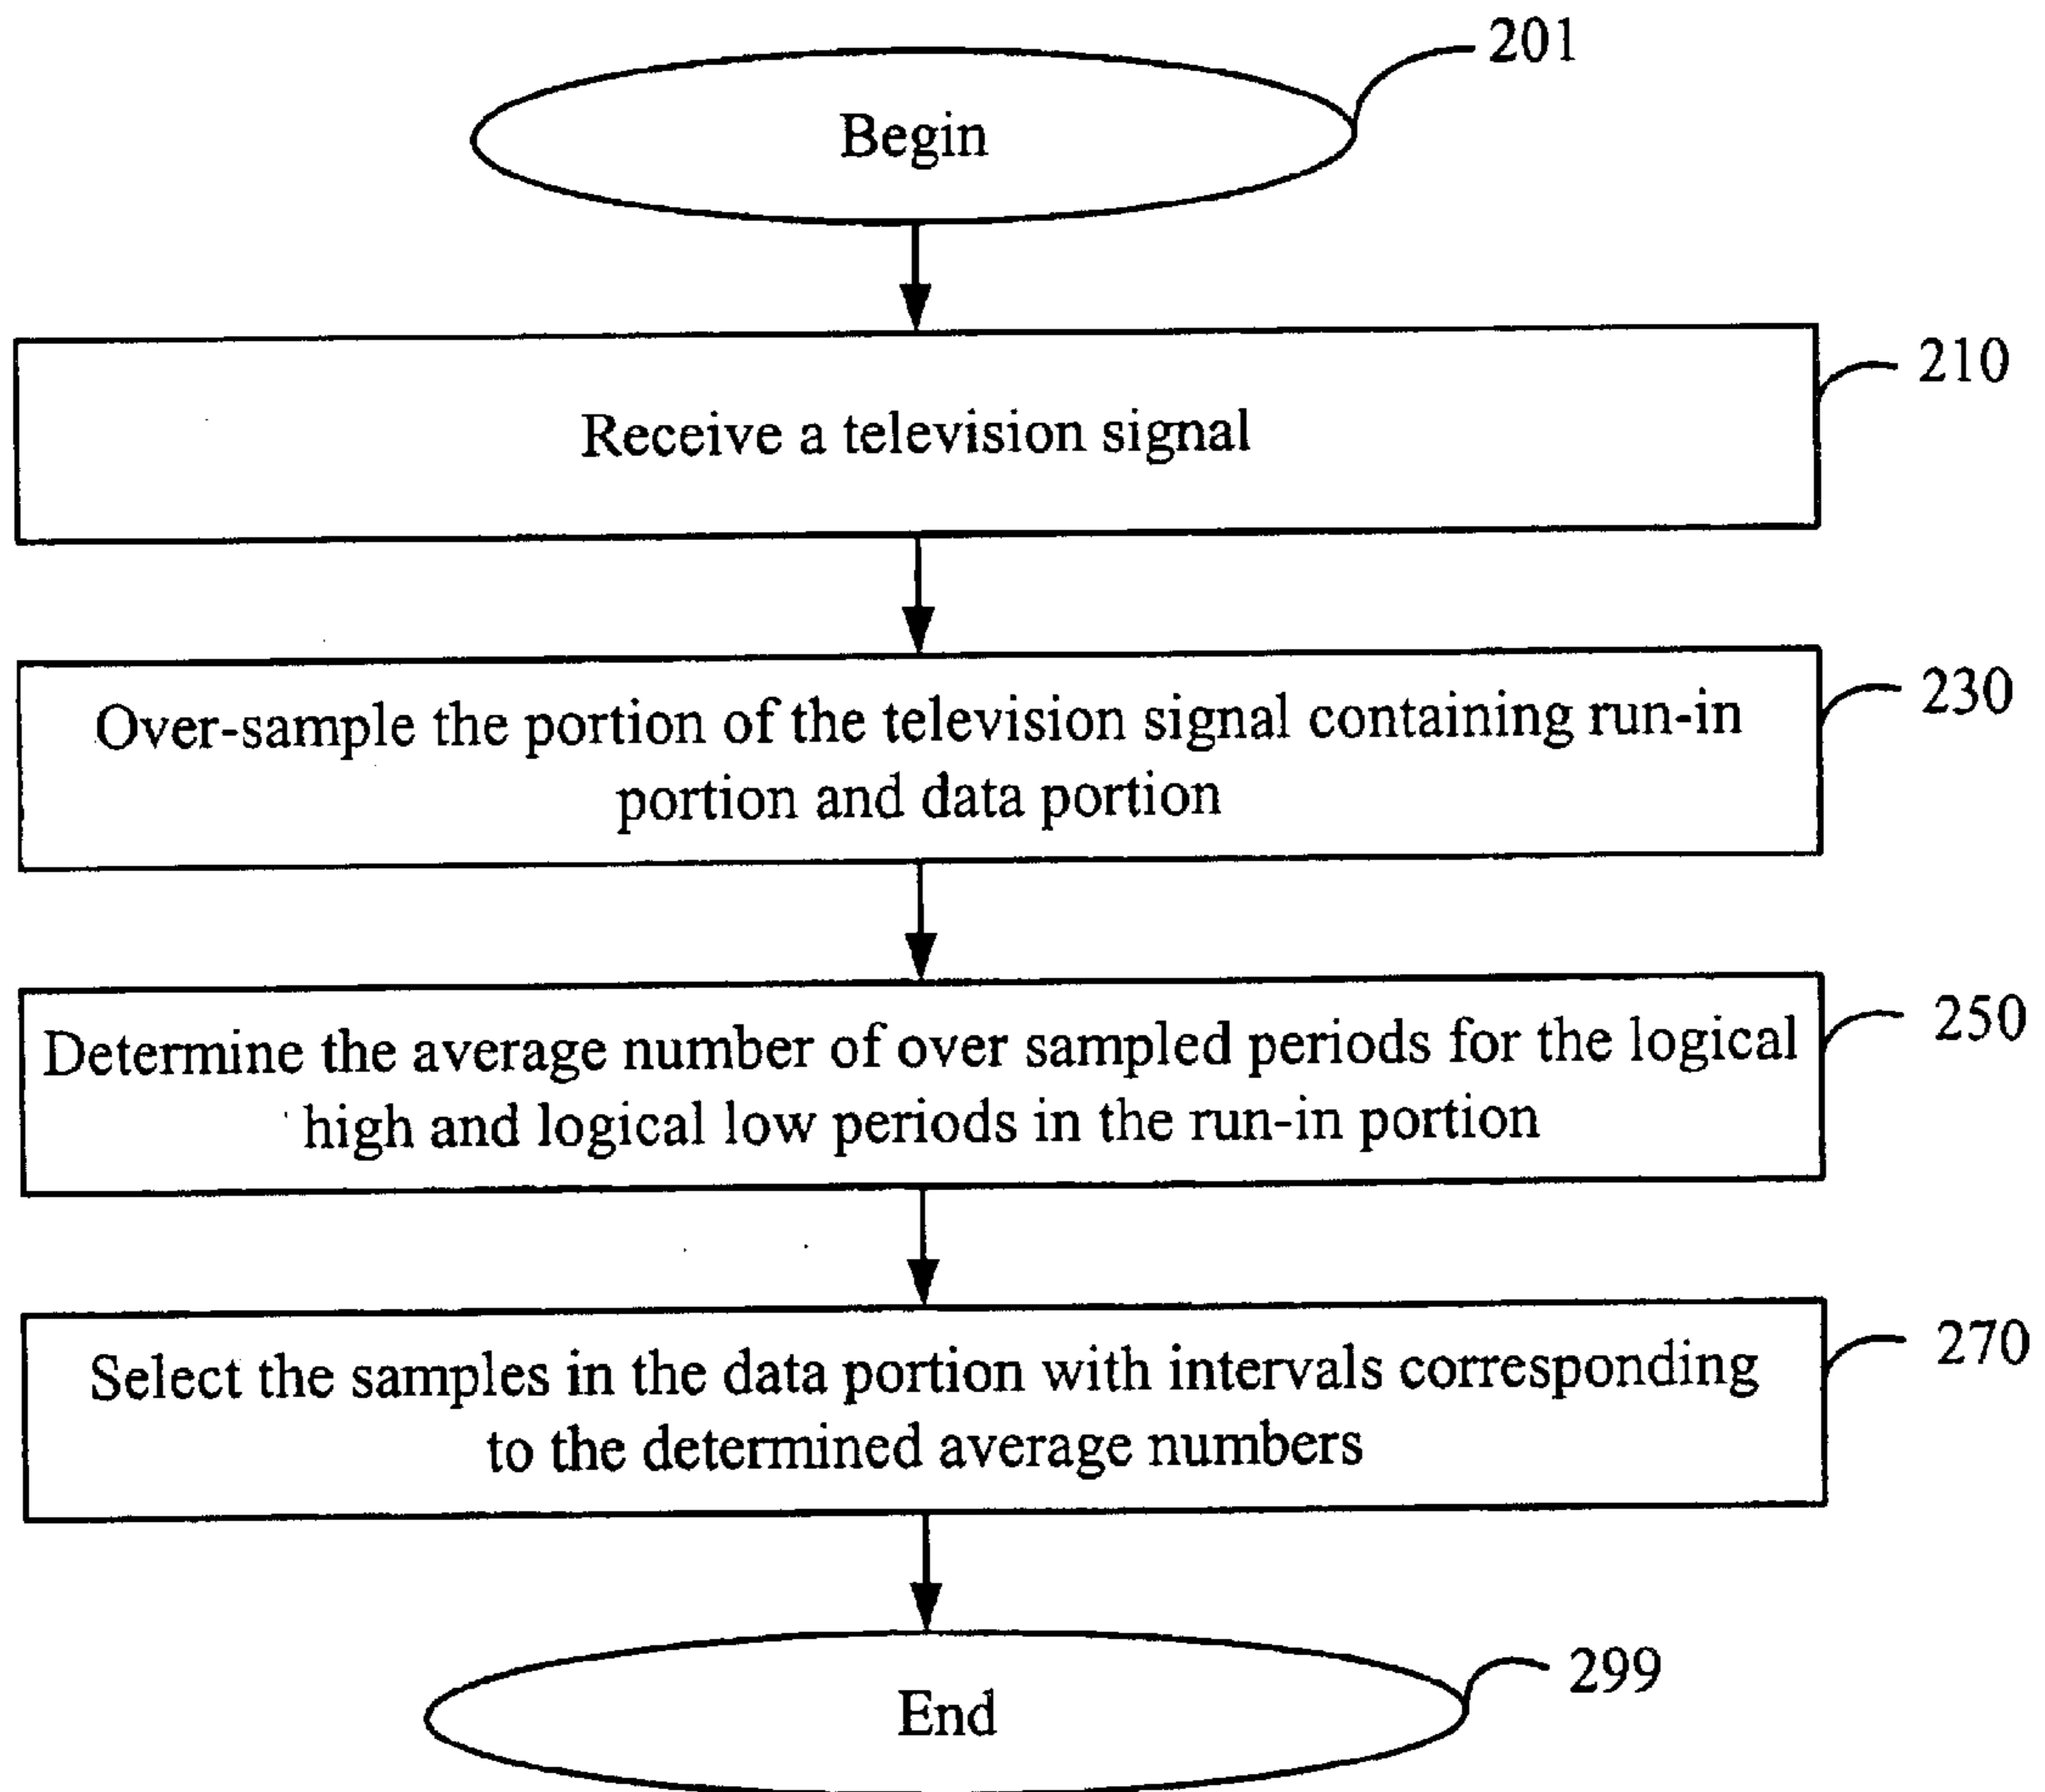 201
Begin
210
Receive a television signal
230
Over-sample the portion of the television signal containing run-in
portion and data portion
250
Determine the average number of over sampled periods for the logical
high and logical low periods in the run-in portion
270
Select the samples in the data portion with intervals corresponding
to the determined average numbers
299
End